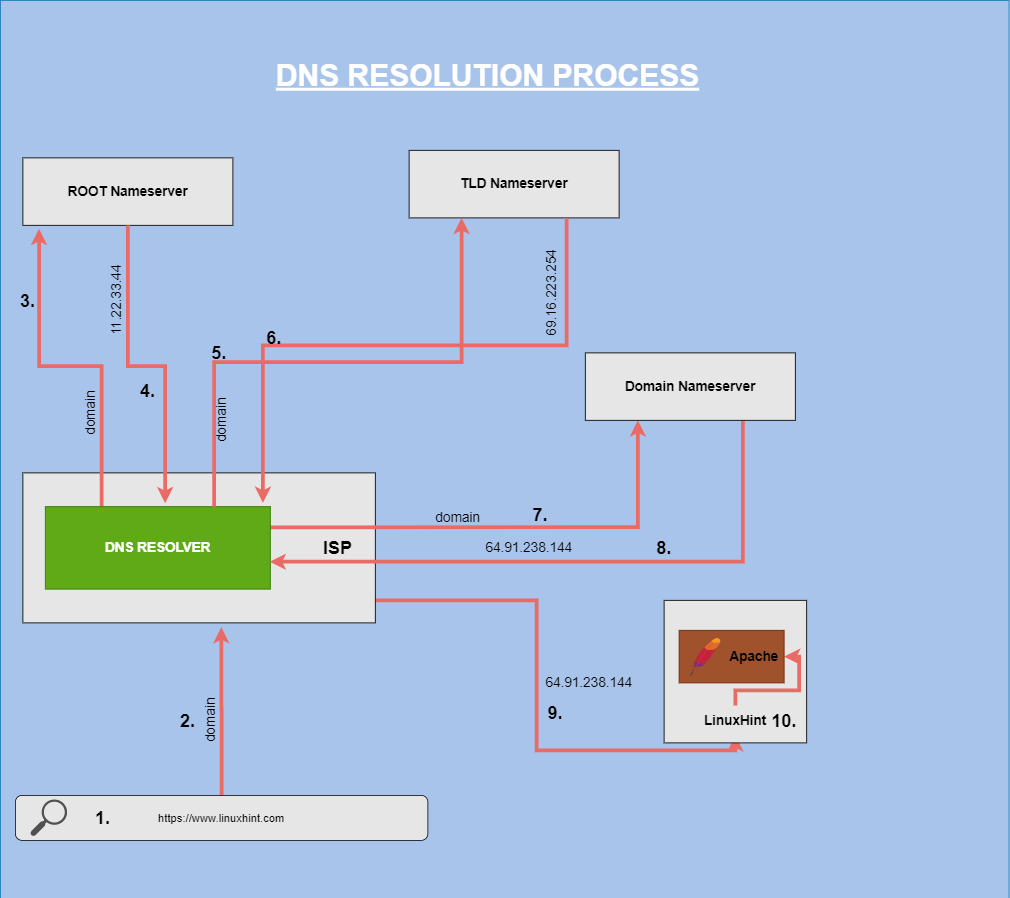 DNS RESOLUTION PROCESS
ROOT Nameserver
TLD Nameserver
3.
11.22.33.44
69.16.223.254
6.
5.
4.
domain
domain
Domain Nameserver
domain
7.
DNS RESOLVER
ISP
64.91.238.144
8.
Apache
64.91.238.144
9.
LinuxHint 10.
2.
domain
1.
https://www.linuxhint.com